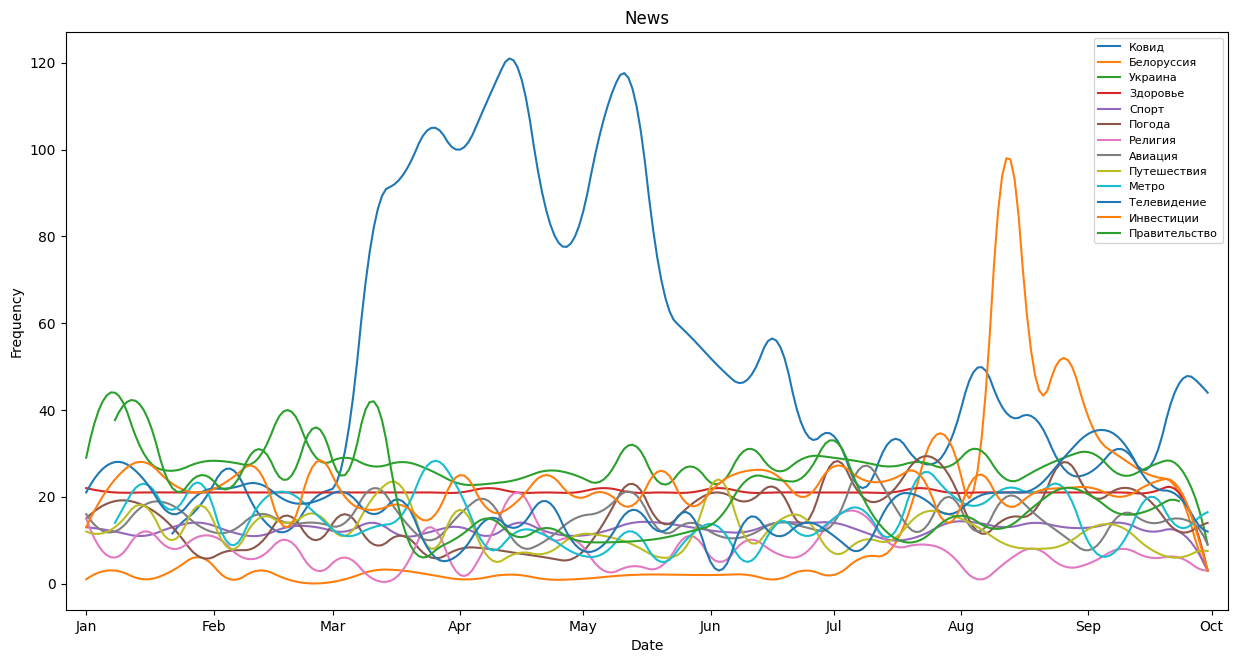 News
120
100
80
60
40
20
0
Frequency
Jan Feb Mar Apr May Jun Jul Aug Sep Oct
Date
Ковид
Белоруссия
Украина
Здоровье
Спорт
Погода
Религия
Авиация
Путешествия
Метро
Телевидение
Инвестиции
Правительство